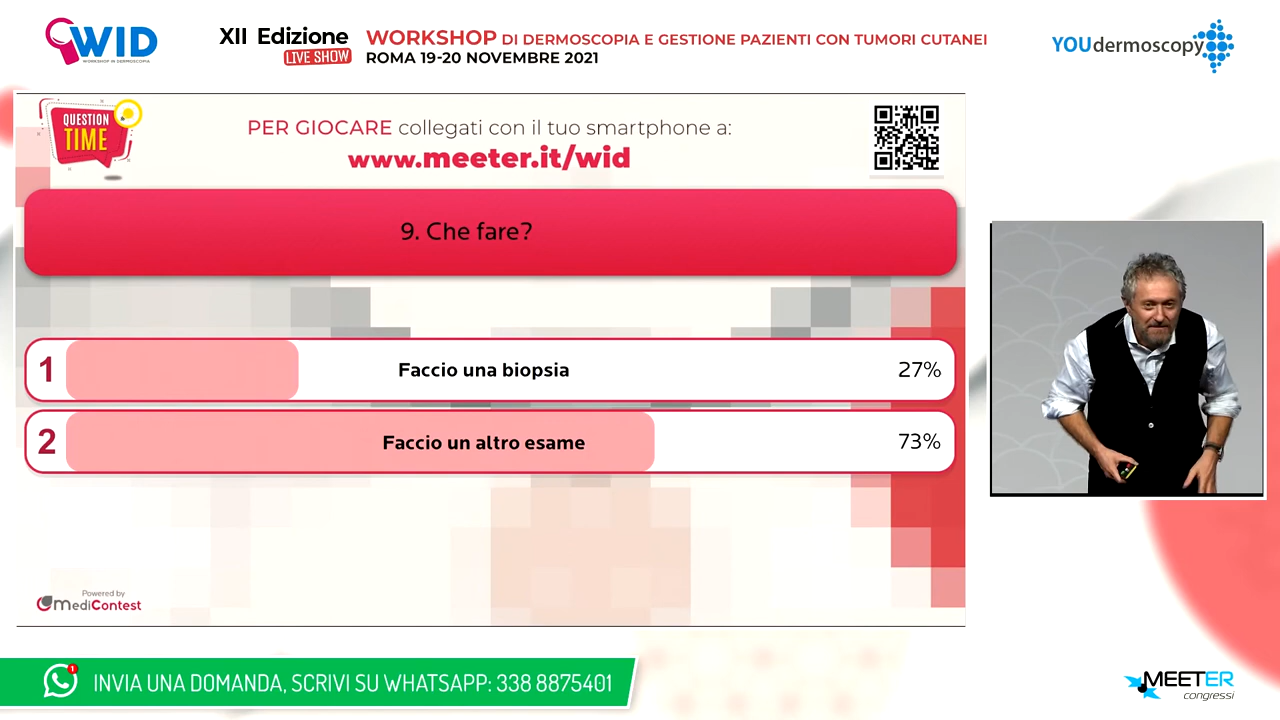 WID
WORKSHOP IN DERMOSCOPIA
XII Edizione
LIVE SHOW
WORKSHOP DI DERMOSCOPIA E GESTIONE PAZIENTI CON TUMORI CUTANEI
ROMA 19-20 NOVEMBRE 2021
YOUdermoscopy
QUESTION
TIME
PER GIOCARE collegati con il tuo smartphone a:
www.meeter.it/wid
9. Che fare?
1 Faccio una biopsia 27%
2 Faccio un altro esame 73%
Powered by
mediContest
1
INVIA UNA DOMANDA, SCRIVI SU WHATSAPP: 338 8875401
MEETER
congressi